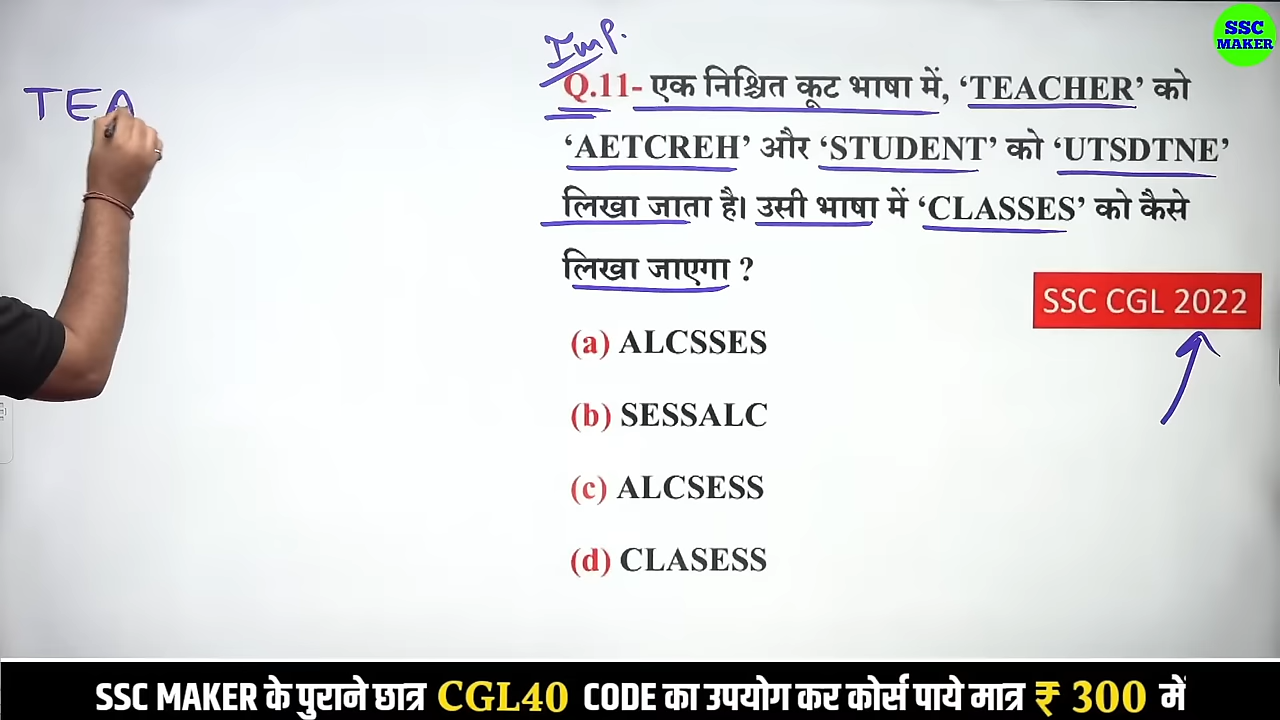 SSC
MAKER
Imp.
TEA
Q.11- एक निश्चित कूट भाषा में, ‘TEACHER’ को
‘AETCREH’ और ‘STUDENT’ को ‘UTSDTNE’
लिखा जाता है। उसी भाषा में ‘CLASSES’ को कैसे
लिखा जाएगा ?
SSC CGL 2022
(a) ALCSSES
(b) SESSALC
(c) ALCSESS
(d) CLASESS
SSC MAKER के पुराने छात्र CGL40 CODE का उपयोग कर कोर्स पाये मात्र ₹ 300 में